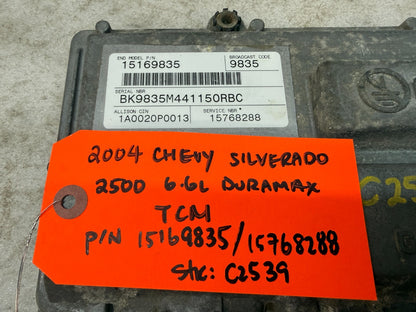 END MODEL P/N BROADCAST CODE
15169835 9835
SERIAL NBR
BK9835M441150RBC
ALLISON CIN SERVICE NBR
1A0020P0013 15768288
2004 CHEVY SILVERADO
2500 6.6L DURAMAX
TCM
P/N 15169835/15768288
Stk: C2539
C25